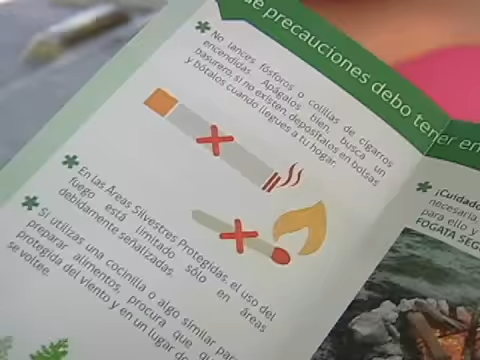 de precauciones debo tener en
No lances fósforos o colillas de cigarros
encendidas. Apágalos bien, busca un
basurero, si no existen, deposítalos en bolsas
y bótalos cuando llegues a tu hogar.
En las Áreas Silvestres Protegidas, el uso del
fuego está limitado sólo en áreas
debidamente señalizadas.
Si utilizas una cocinilla o algo similar para
preparar alimentos, procura que
protegida del viento y en un lugar
se voltee.
¡Cuidado
necesaria
para ello y
FOGATA SEG